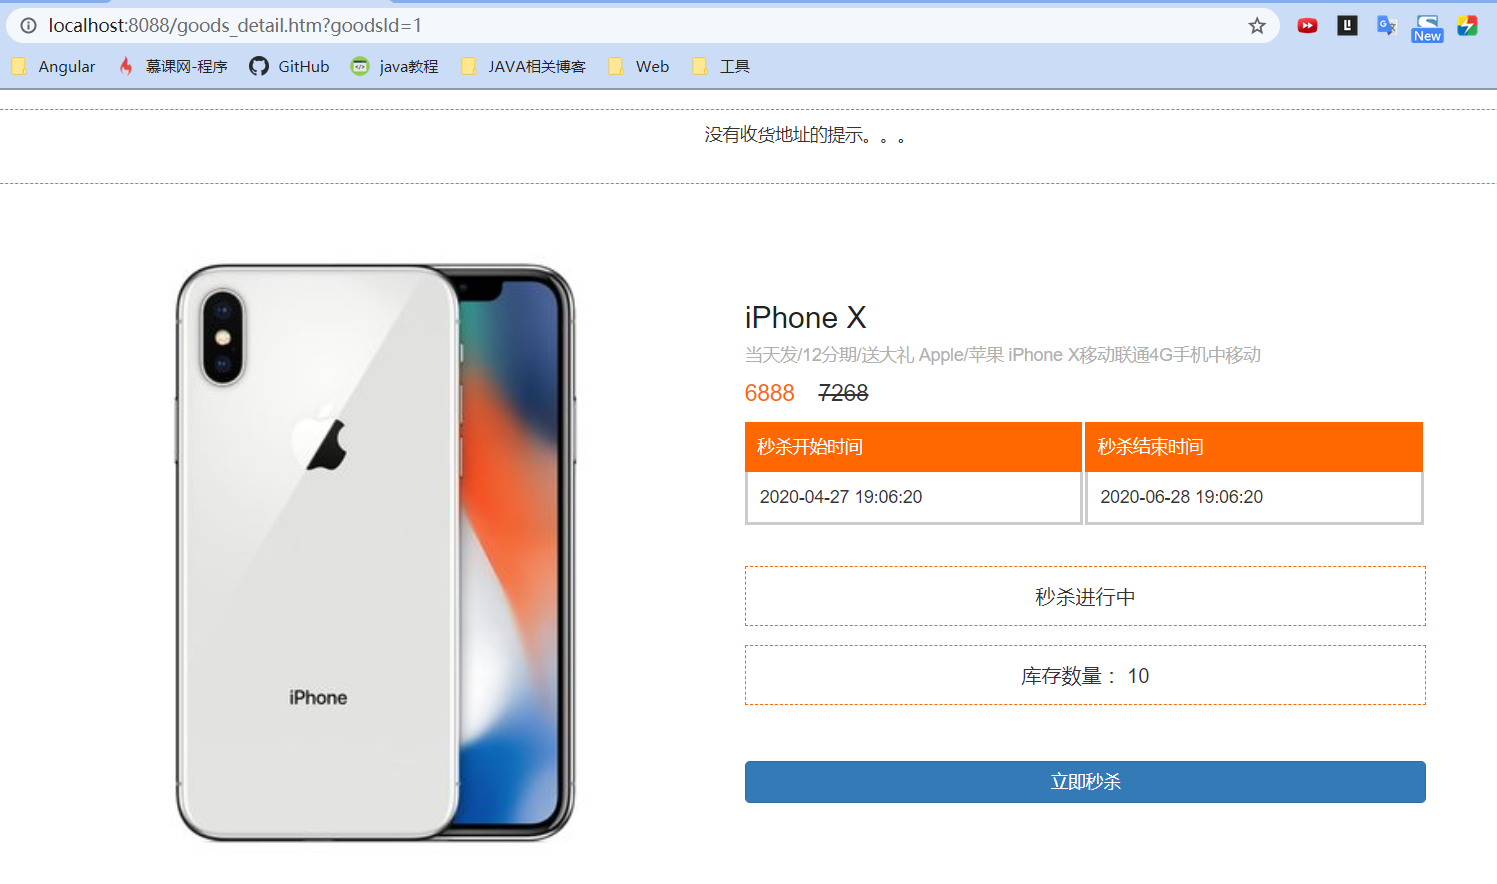 localhost:8088/goods_detail.htm?goodsId=1
New
Angular 慕课网-程序 GitHub java教程 JAVA相关博客 Web 工具
没有收货地址的提示。。。
iPhone X
当天发/12分期/送大礼 Apple/苹果 iPhone X移动联通4G手机中移动
6888 7268
秒杀开始时间 秒杀结束时间
2020-04-27 19:06:20 2020-06-28 19:06:20
秒杀进行中
库存数量： 10
立即秒杀
iPhone